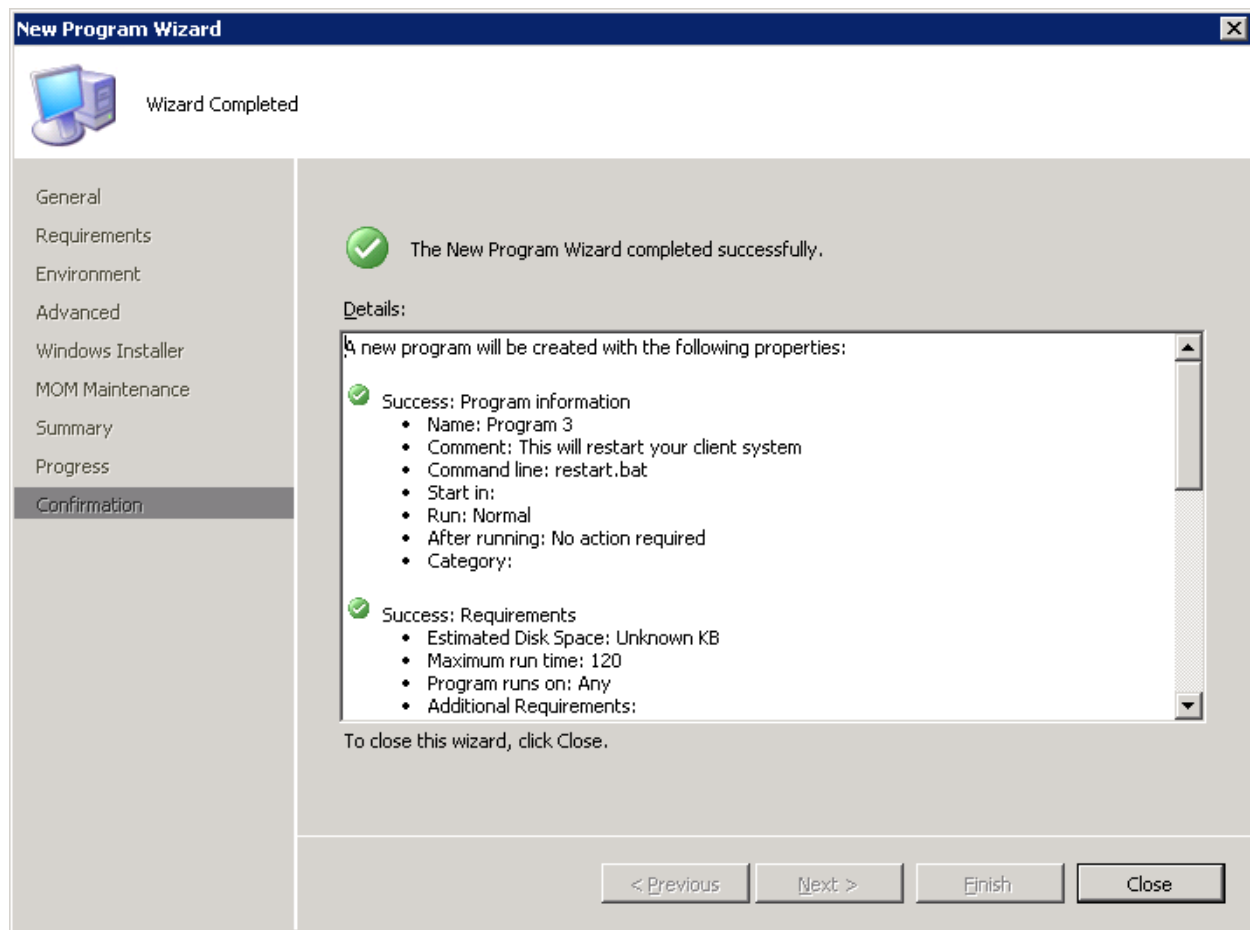 New Program Wizard
Wizard Completed
General
Requirements
Environment
Advanced
Windows Installer
MOM Maintenance
Summary
Progress
Confirmation
The New Program Wizard completed successfully.
Details:
A new program will be created with the following properties:
Success: Program information
• Name: Program 3
• Comment: This will restart your client system
• Command line: restart.bat
• Start in:
• Run: Normal
• After running: No action required
• Category:
Success: Requirements
• Estimated Disk Space: Unknown KB
• Maximum run time: 120
• Program runs on: Any
• Additional Requirements:
To close this wizard, click Close.
< Previous
Next >
Finish
Close